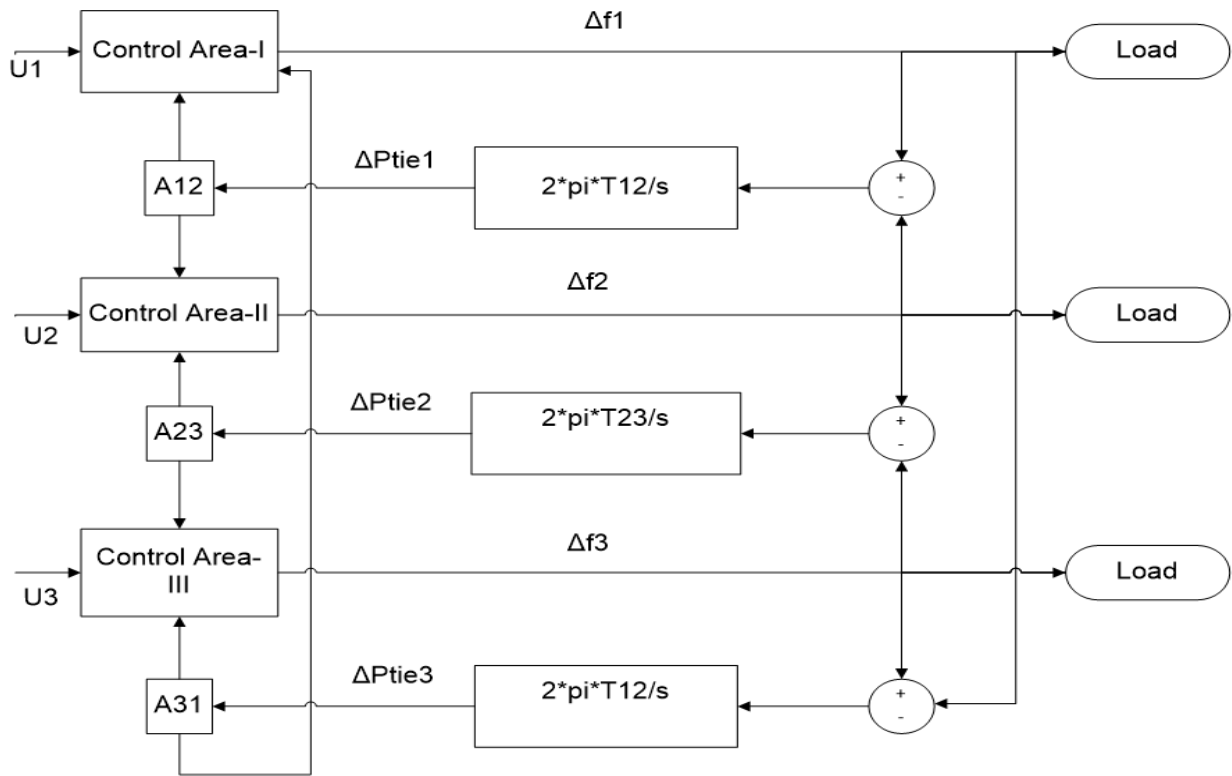 Δf1
Control Area-I
Load
U1
ΔPtie1
A12
2*pi*T12/s
+
-
Δf2
Control Area-II
Load
U2
ΔPtie2
A23
2*pi*T23/s
+
-
Δf3
Control Area-
III
Load
U3
ΔPtie3
A31
2*pi*T12/s
+
-